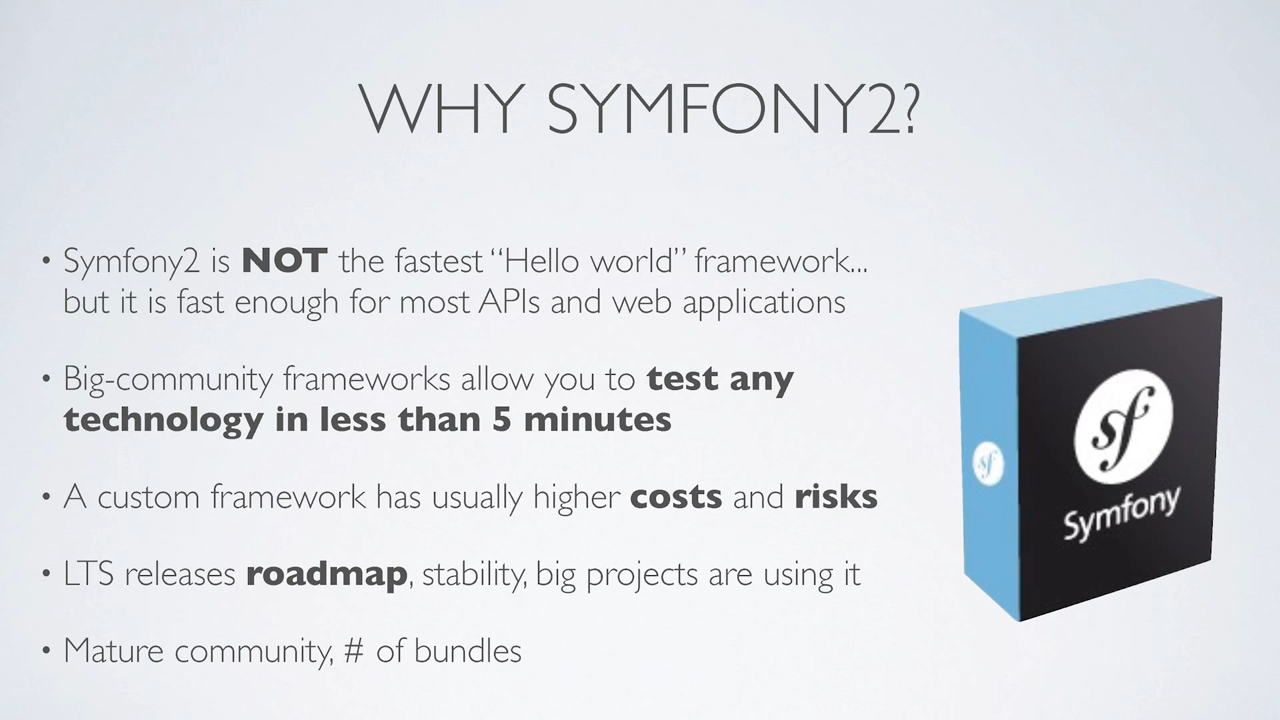 WHY SYMFONY2?
• Symfony2 is NOT the fastest “Hello world” framework...
but it is fast enough for most APIs and web applications
• Big-community frameworks allow you to test any
technology in less than 5 minutes
• A custom framework has usually higher costs and risks
• LTS releases roadmap, stability, big projects are using it
• Mature community, # of bundles
sf
sf
Symfony